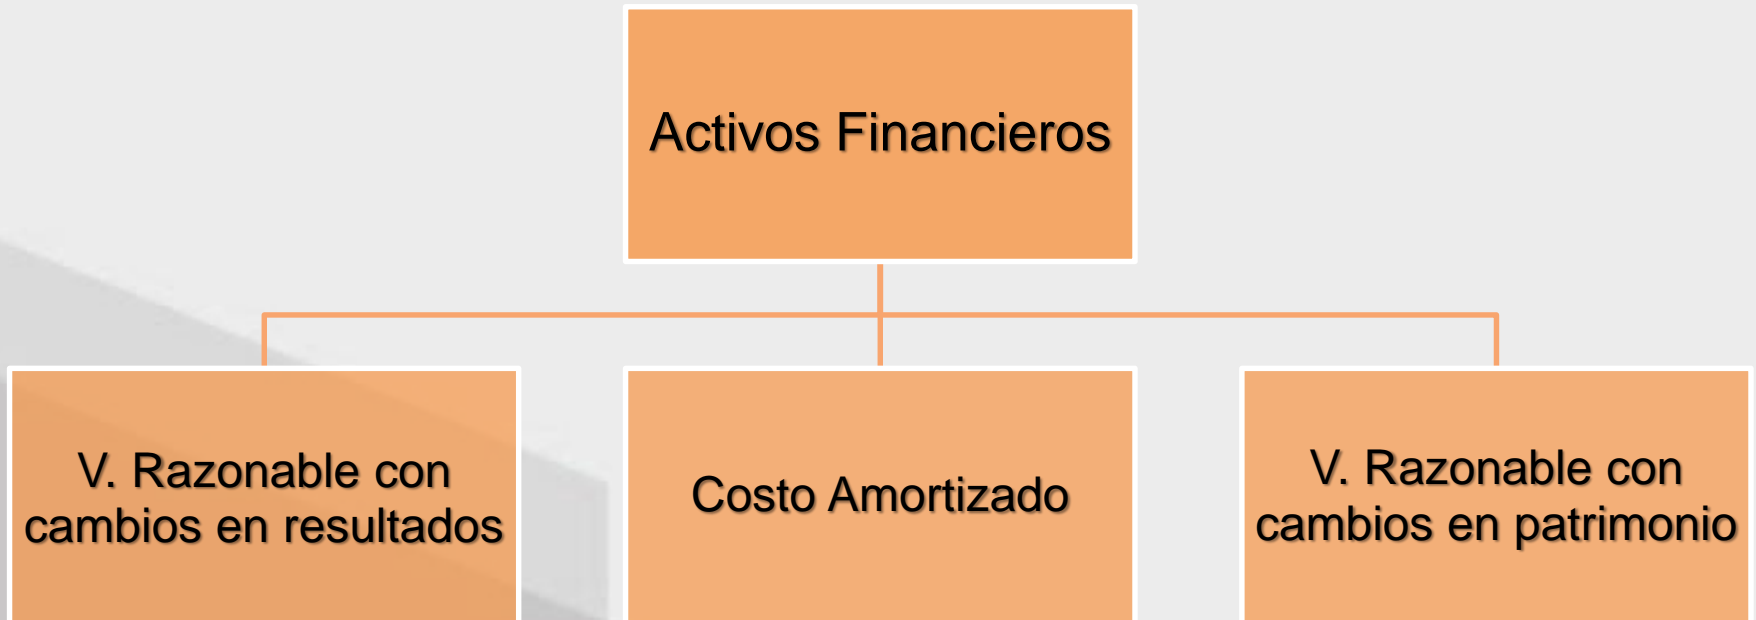 Activos Financieros
V. Razonable con
cambios en resultados
Costo Amortizado
V. Razonable con
cambios en patrimonio